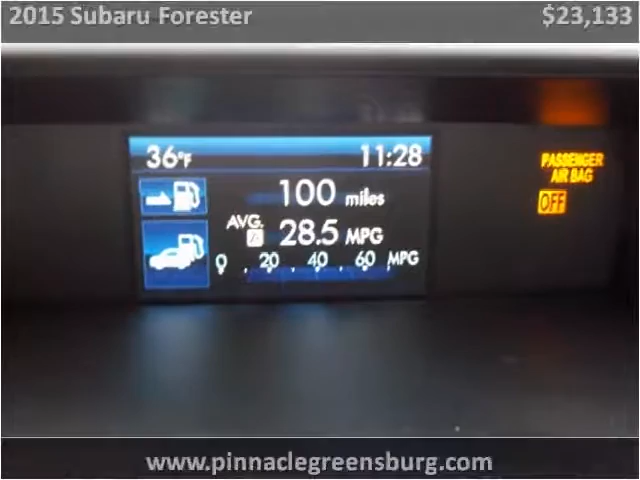 2015 Subaru Forester $23,133
36°F 11:28
PASSENGER
AIR BAG
OFF
100 miles
AVG.
28.5 MPG
0 . 20 . 40 . 60 . MPG
www.pinnaclegreensburg.com